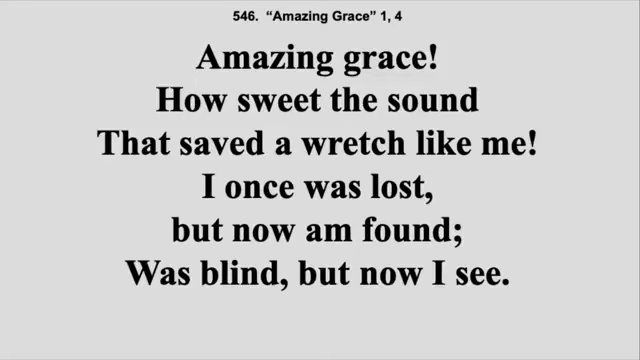 546.  “Amazing Grace” 1, 4
Amazing grace!
How sweet the sound
That saved a wretch like me!
I once was lost,
but now am found;
Was blind, but now I see.